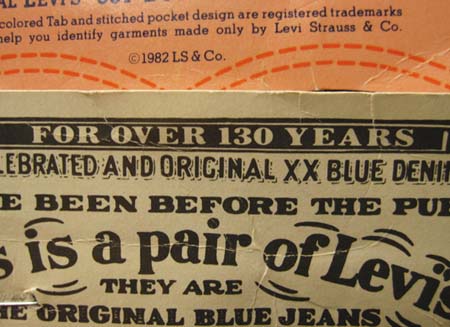 colored Tab and stitched pocket design are registered trademarks
help you identify garments made only by Levi Strauss & Co.
©1982 LS&Co.
FOR OVER 130 YEARS
LEBRATED AND ORIGINAL XX BLUE DENI
E BEEN BEFORE THE PU
s is a pair of Levi's
THEY ARE
HE ORIGINAL BLUE JEANS